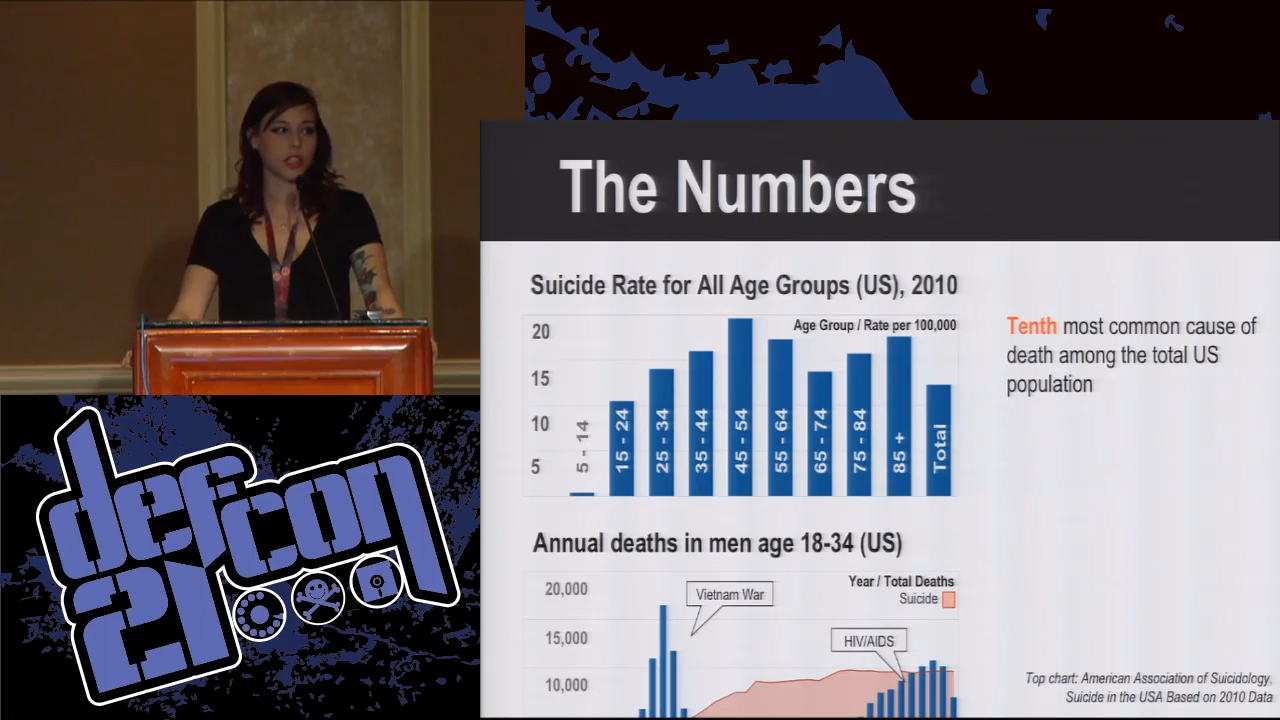 The Numbers
Suicide Rate for All Age Groups (US), 2010
Age Group / Rate per 100,000
20
15
10
5
5 - 14
15 - 24
25 - 34
35 - 44
45 - 54
55 - 64
65 - 74
75 - 84
85 +
Total
Tenth most common cause of
death among the total US
population
Annual deaths in men age 18-34 (US)
Year / Total Deaths
Suicide
20,000
15,000
10,000
Vietnam War
HIV/AIDS
Top chart: American Association of Suicidology,
Suicide in the USA Based on 2010 Data
defcon
21